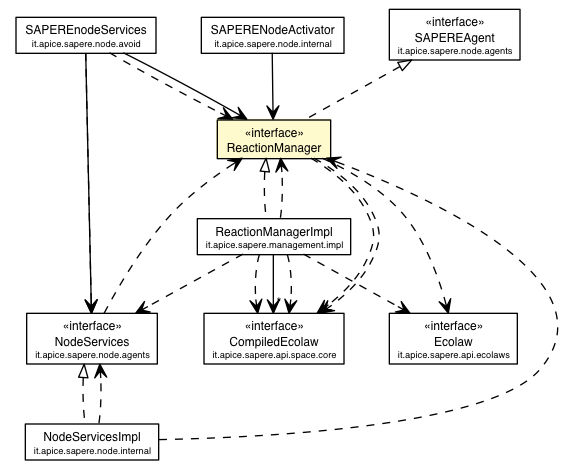 SAPEREnodeServices
it.apice.sapere.node.avoid
SAPERENodeActivator
it.apice.sapere.node.internal
«interface»
SAPEREAgent
it.apice.sapere.node.agents
«interface»
ReactionManager
ReactionManagerImpl
it.apice.sapere.management.impl
«interface»
NodeServices
it.apice.sapere.node.agents
«interface»
CompiledEcolaw
it.apice.sapere.api.space.core
«interface»
Ecolaw
it.apice.sapere.api.ecolaws
NodeServicesImpl
it.apice.sapere.node.internal